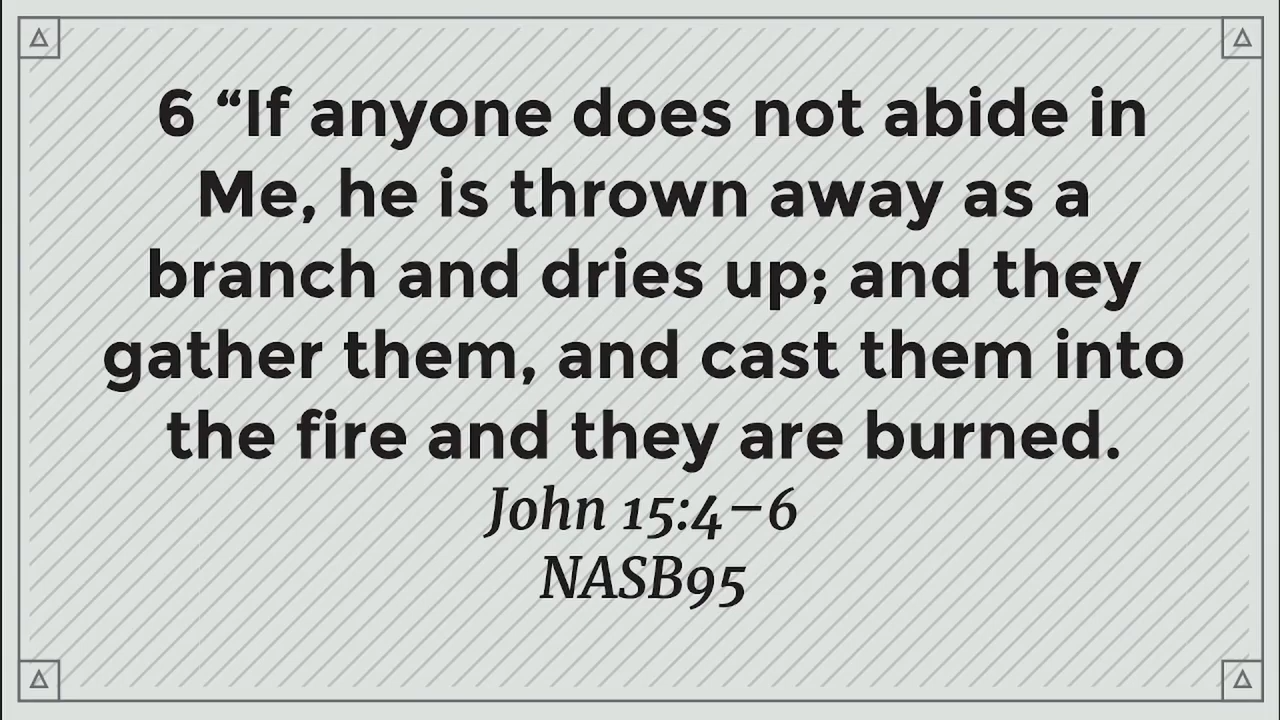 6 “If anyone does not abide in
Me, he is thrown away as a
branch and dries up; and they
gather them, and cast them into
the fire and they are burned.
John 15:4–6
NASB95